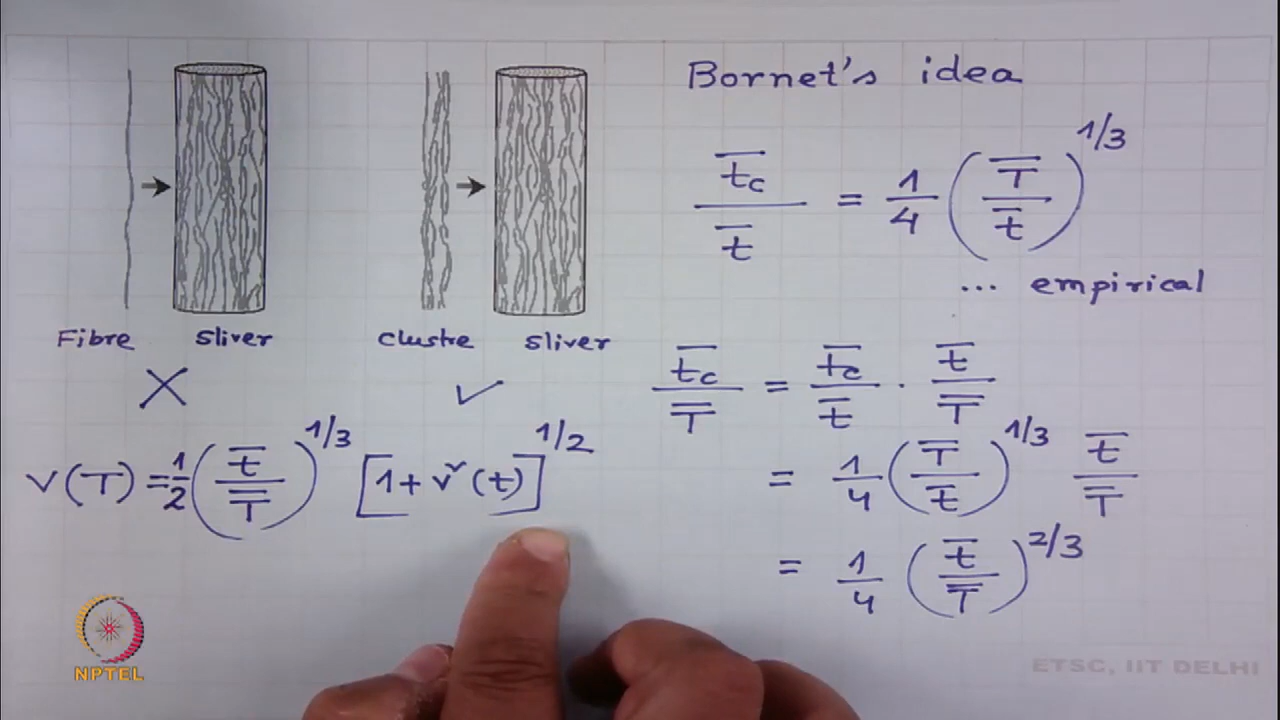 Bornet's idea
t̅c / t̅ = 1/4 (T̅ / t̅)^1/3
... empirical
Fibre sliver clustre sliver
✗ ✓
t̅c / T̅ = t̅c / t̅ . t̅ / T̅
= 1/4 (T̅ / t̅)^1/3 t̅ / T̅
= 1/4 (t̅ / T̅)^2/3
v(T) = 1/2 (t̅ / T̅)^1/3 [1 + v²(t)]^1/2
NPTEL
ETSC, IIT DELHI